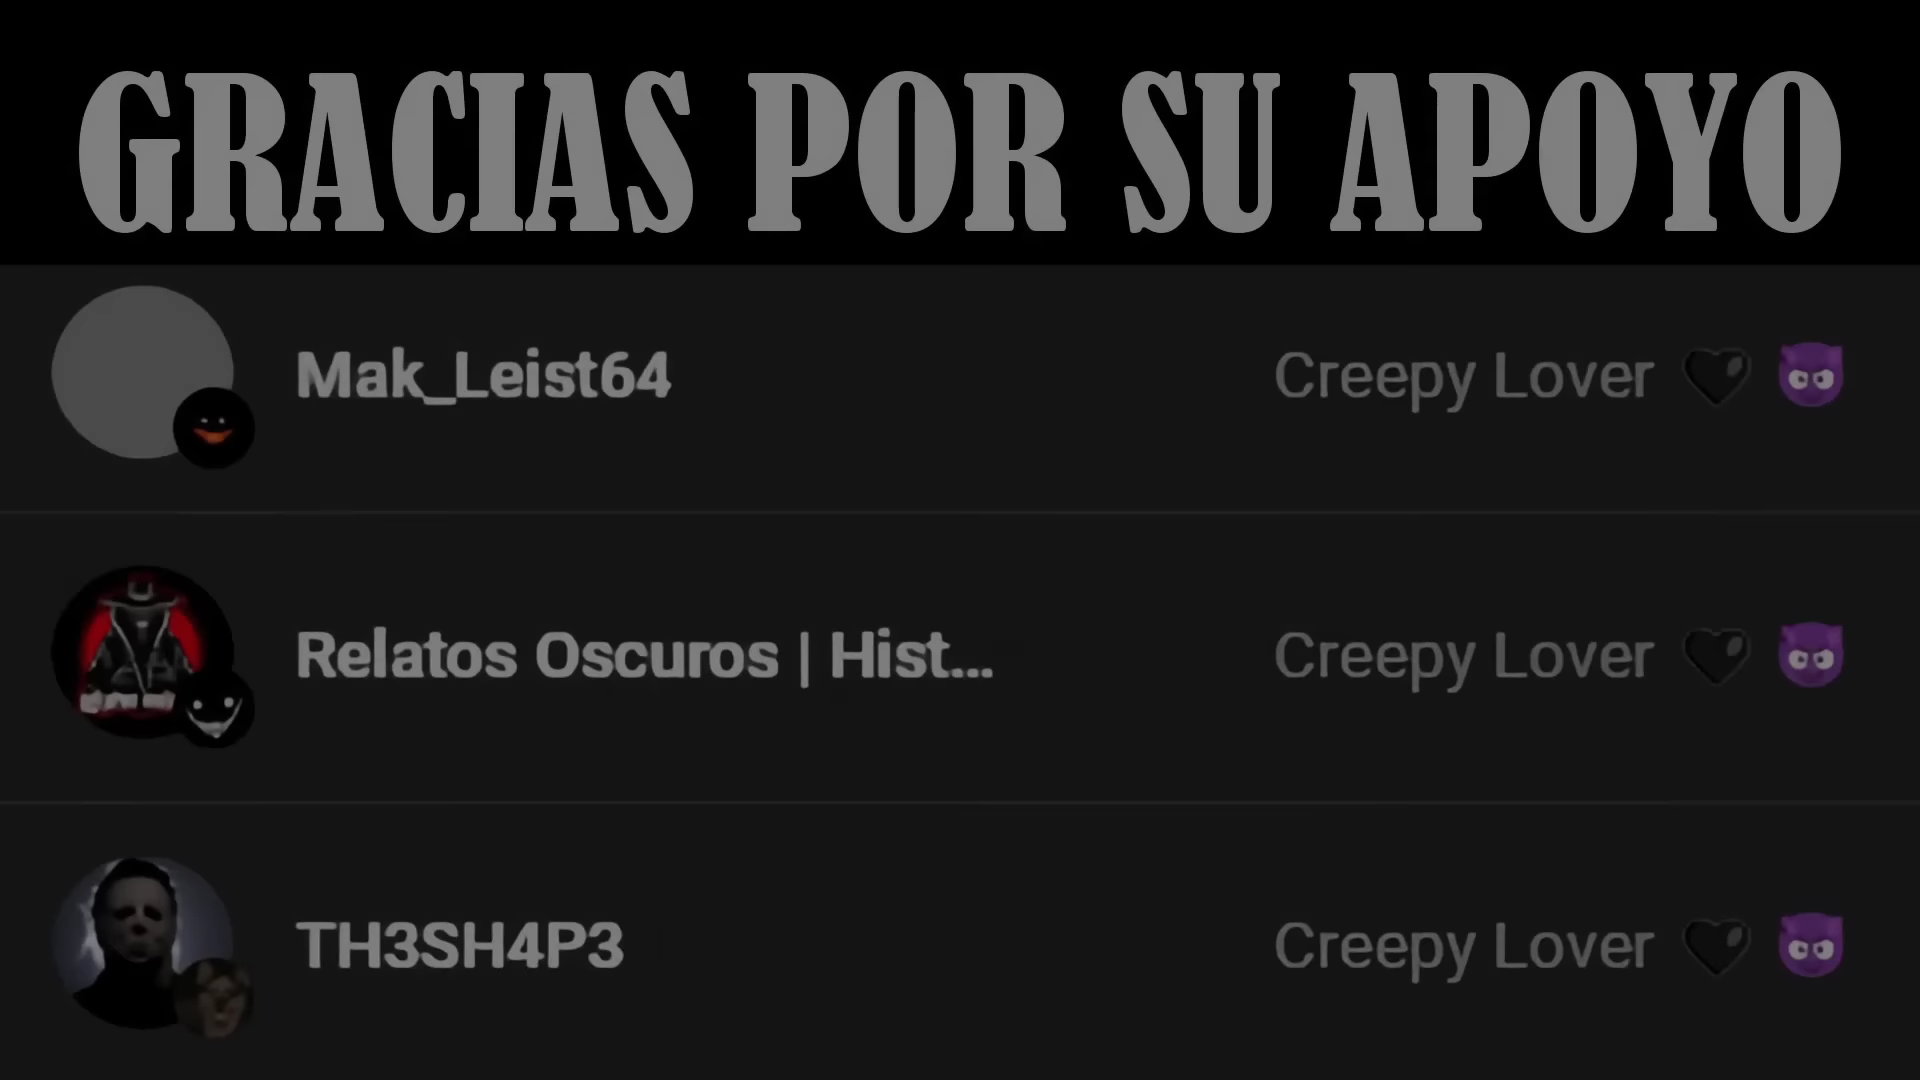 GRACIAS POR SU APOYO
Mak_Leist64 Creepy Lover 🖤 😈
Relatos Oscuros | Hist... Creepy Lover 🖤 😈
TH3SH4P3 Creepy Lover 🖤 😈